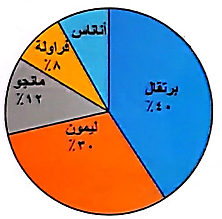 أناناس
فراولة
٪٨
مانجو
٪١٢
برتقال
٪٤٠
ليمون
٪٣٠